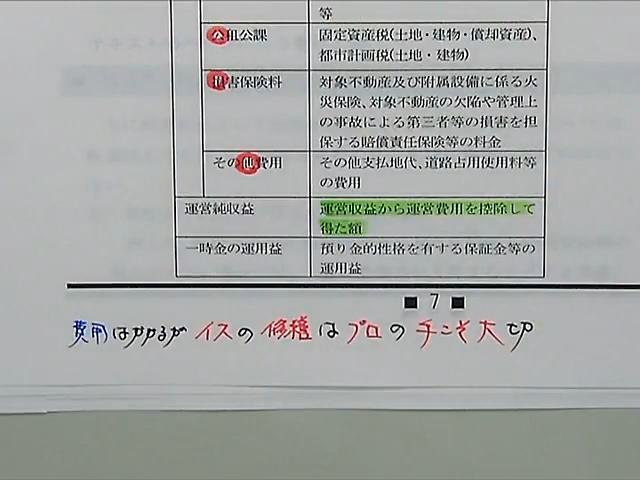 等
公租公課
固定資産税(土地・建物・償却資産)、
都市計画税(土地・建物)
損害保険料
対象不動産及び附属設備に係る火
災保険、対象不動産の欠陥や管理上
の事故による第三者等の損害を担
保する賠償責任保険等の料金
その他費用
その他支払地代、道路占用使用料等
の費用
運営純収益
運営収益から運営費用を控除して
得た額
一時金の運用益
預り金的性格を有する保証金等の
運用益
■ 7 ■
費用はかかるが イスの 修繕は プロの 手こそ大切